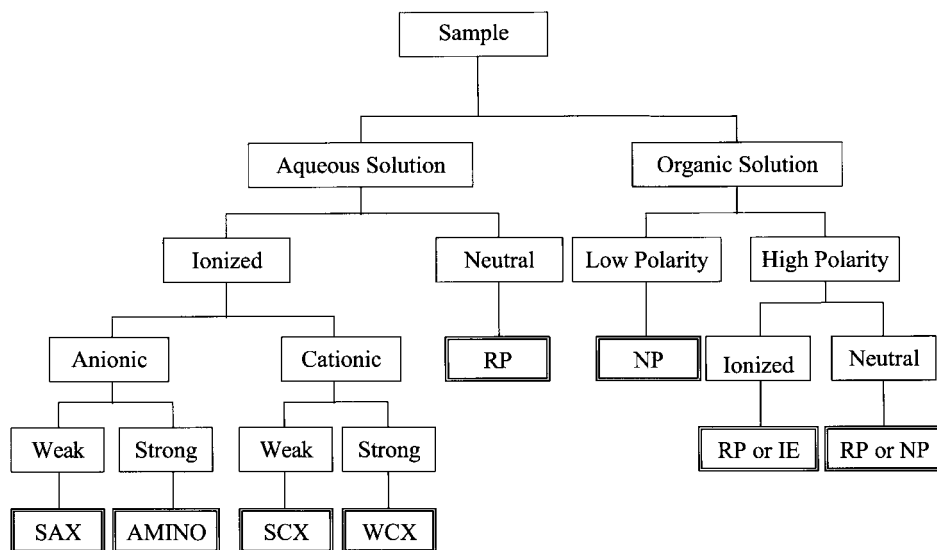 Sample
Aqueous Solution
Organic Solution
Ionized
Neutral
Low Polarity
High Polarity
Anionic
Cationic
RP
NP
Ionized
Neutral
Weak
Strong
Weak
Strong
RP or IE
RP or NP
SAX
AMINO
SCX
WCX